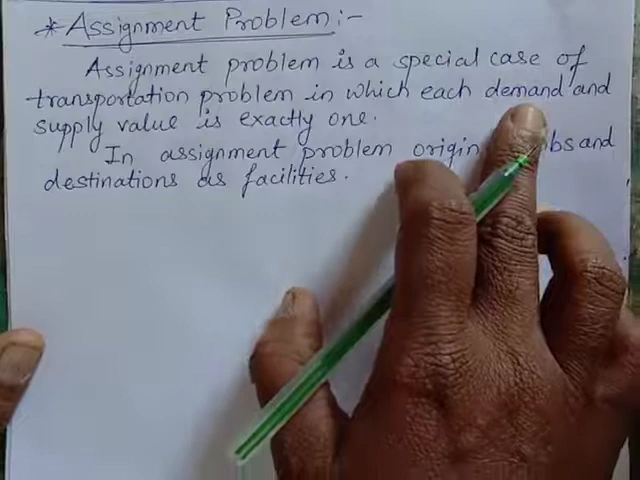 * Assignment Problem :-
Assignment problem is a special case of
transportation problem in which each demand and
supply value is exactly one.
In assignment problem origin and
destinations as facilities.